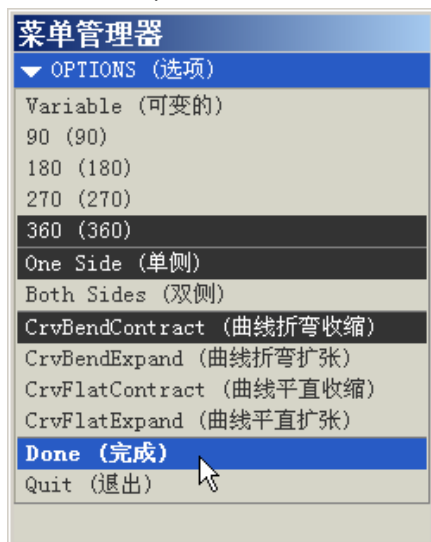 菜单管理器
OPTIONS (选项)
Variable (可变的)
90 (90)
180 (180)
270 (270)
360 (360)
One Side (单侧)
Both Sides (双侧)
CrvBendContract (曲线折弯收缩)
CrvBendExpand (曲线折弯扩张)
CrvFlatContract (曲线平直收缩)
CrvFlatExpand (曲线平直扩张)
Done (完成)
Quit (退出)